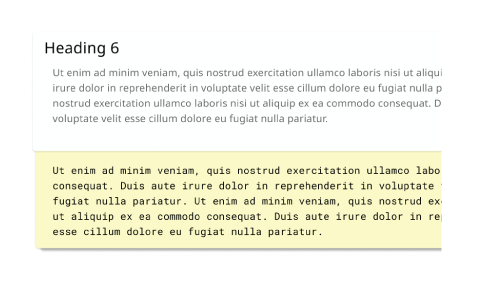 Heading 6
Ut enim ad minim veniam, quis nostrud exercitation ullamco laboris nisi ut
irure dolor in reprehenderit in voluptate velit esse cillum dolore eu fugiat nulla
nostrud exercitation ullamco laboris nisi ut aliquip ex ea commodo consequat.
voluptate velit esse cillum dolore eu fugiat nulla pariatur.
Ut enim ad minim veniam, quis nostrud exercitation ullamco
consequat. Duis aute irure dolor in reprehenderit in voluptate
fugiat nulla pariatur. Ut enim ad minim veniam, quis nostrud
ut aliquip ex ea commodo consequat. Duis aute irure dolor in
esse cillum dolore eu fugiat nulla pariatur.